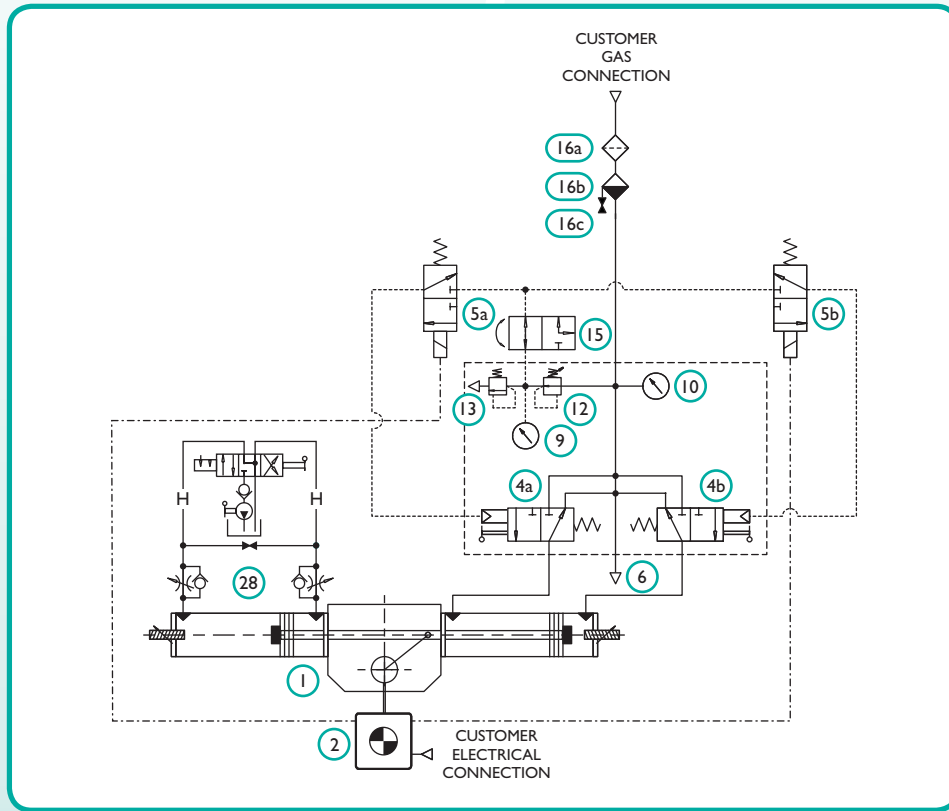 CUSTOMER
GAS
CONNECTION
16a
16b
16c
5a
5b
15
10
13
12
9
4a
4b
6
28
1
2
CUSTOMER
ELECTRICAL
CONNECTION